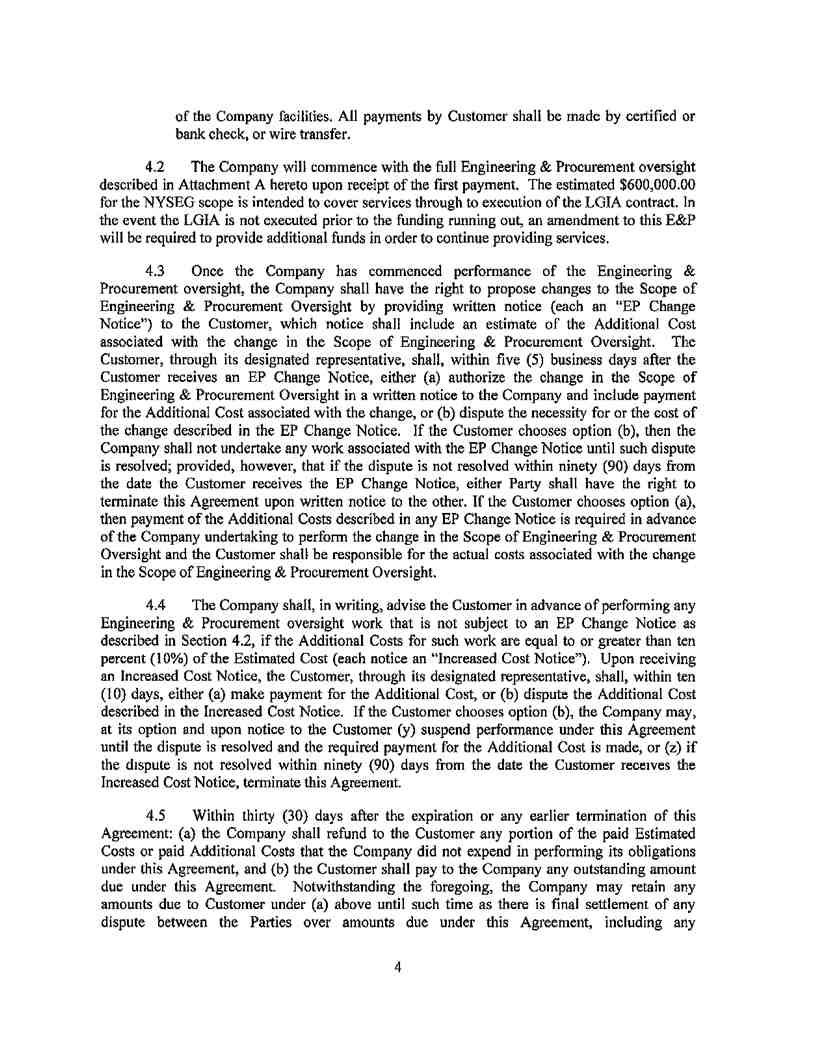 of the Company facilities. All payments by Customer shall be made by certified or
bank check, or wire transfer.
4.2 The Company will commence with the full Engineering & Procurement oversight
described in Attachment A hereto upon receipt of the first payment. The estimated $600,000.00
for the NYSEG scope is intended to cover services through to execution of the LGIA contract. In
the event the LGIA is not executed prior to the funding running out, an amendment to this E&P
will be required to provide additional funds in order to continue providing services.
4.3 Once the Company has commenced performance of the Engineering &
Procurement oversight, the Company shall have the right to propose changes to the Scope of
Engineering & Procurement Oversight by providing written notice (each an “EP Change
Notice”) to the Customer, which notice shall include an estimate of the Additional Cost
associated with the change in the Scope of Engineering & Procurement Oversight. The
Customer, through its designated representative, shall, within five (5) business days after the
Customer receives an EP Change Notice, either (a) authorize the change in the Scope of
Engineering & Procurement Oversight in a written notice to the Company and include payment
for the Additional Cost associated with the change, or (b) dispute the necessity for or the cost of
the change described in the EP Change Notice. If the Customer chooses option (b), then the
Company shall not undertake any work associated with the EP Change Notice until such dispute
is resolved; provided, however, that if the dispute is not resolved within ninety (90) days from
the date the Customer receives the EP Change Notice, either Party shall have the right to
terminate this Agreement upon written notice to the other. If the Customer chooses option (a),
then payment of the Additional Costs described in any EP Change Notice is required in advance
of the Company undertaking to perform the change in the Scope of Engineering & Procurement
Oversight and the Customer shall be responsible for the actual costs associated with the change
in the Scope of Engineering & Procurement Oversight.
4.4 The Company shall, in writing, advise the Customer in advance of performing any
Engineering & Procurement oversight work that is not subject to an EP Change Notice as
described in Section 4.2, if the Additional Costs for such work are equal to or greater than ten
percent (10%) of the Estimated Cost (each notice an “Increased Cost Notice”). Upon receiving
an Increased Cost Notice, the Customer, through its designated representative, shall, within ten
(10) days, either (a) make payment for the Additional Cost, or (b) dispute the Additional Cost
described in the Increased Cost Notice. If the Customer chooses option (b), the Company may,
at its option and upon notice to the Customer (y) suspend performance under this Agreement
until the dispute is resolved and the required payment for the Additional Cost is made, or (z) if
the dispute is not resolved within ninety (90) days from the date the Customer receives the
Increased Cost Notice, terminate this Agreement.
4.5 Within thirty (30) days after the expiration or any earlier termination of this
Agreement: (a) the Company shall refund to the Customer any portion of the paid Estimated
Costs or paid Additional Costs that the Company did not expend in performing its obligations
under this Agreement, and (b) the Customer shall pay to the Company any outstanding amount
due under this Agreement. Notwithstanding the foregoing, the Company may retain any
amounts due to Customer under (a) above until such time as there is final settlement of any
dispute between the Parties over amounts due under this Agreement, including any
4